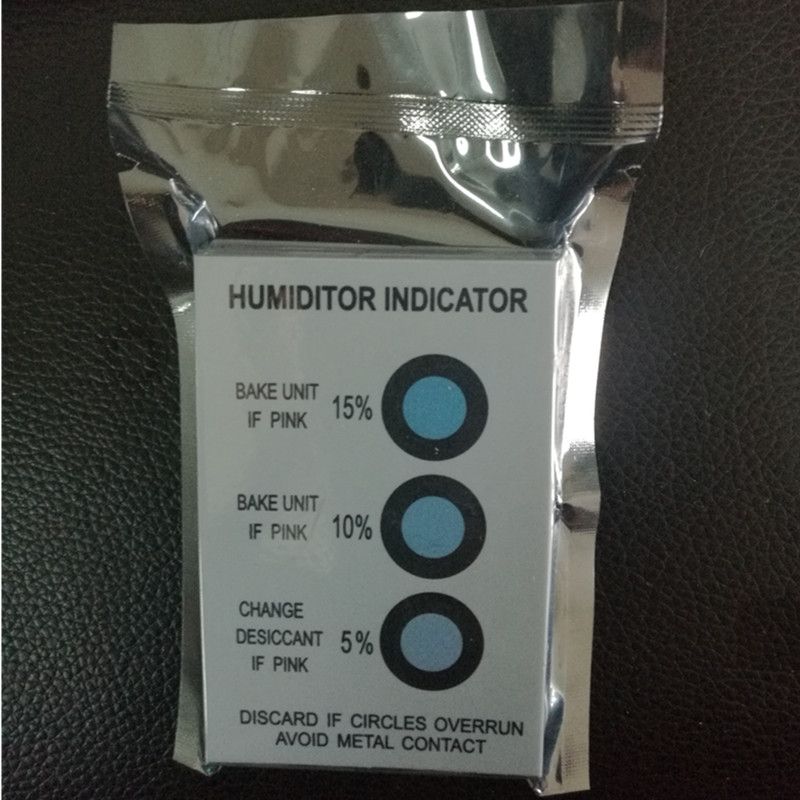 HUMIDITOR INDICATOR
BAKE UNIT
IF PINK
15%
BAKE UNIT
IF PINK
10%
CHANGE
DESICCANT
IF PINK
5%
DISCARD IF CIRCLES OVERRUN
AVOID METAL CONTACT